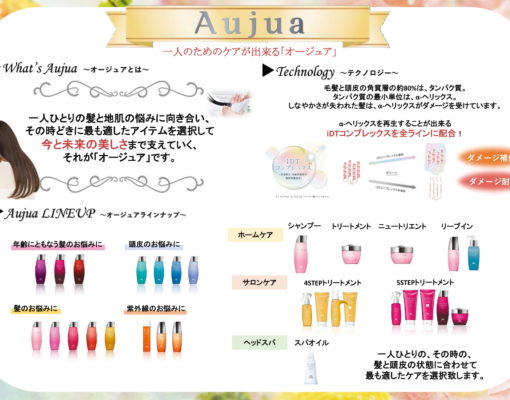 Aujua
一人のためのケアが出来る「オージュア」
What's Aujua ～オージュアとは～
一人ひとりの髪と地肌の悩みに向き合い、
その時どきに最も適したアイテムを選択して
今と未来の美しさまで支えていく、
それが「オージュア」です。
Technology ～テクノロジー～
毛髪と頭皮の角質層の約80%は、タンパク質。
タンパク質の最小単位は、α-ヘリックス。
しなやかさが失われた髪は、α-ヘリックスがダメージを受けています。
α-ヘリックスを再生することが出来る
iDTコンプレックスを全ラインに配合！
iDT
コンプレックス
ダメージ補修
ダメージ耐
Aujua LINEUP ～オージュアラインナップ～
年齢にともなう髪のお悩みに
頭皮のお悩みに
髪のお悩みに
紫外線のお悩みに
ホームケア
シャンプー
トリートメント
ニュートリエント
リーブイン
サロンケア
4STEPトリートメント
5STEPトリートメント
ヘッドスパ
スパオイル
一人ひとりの、その時の、
髪と頭皮の状態に合わせて
最も適したケアを選択致します。